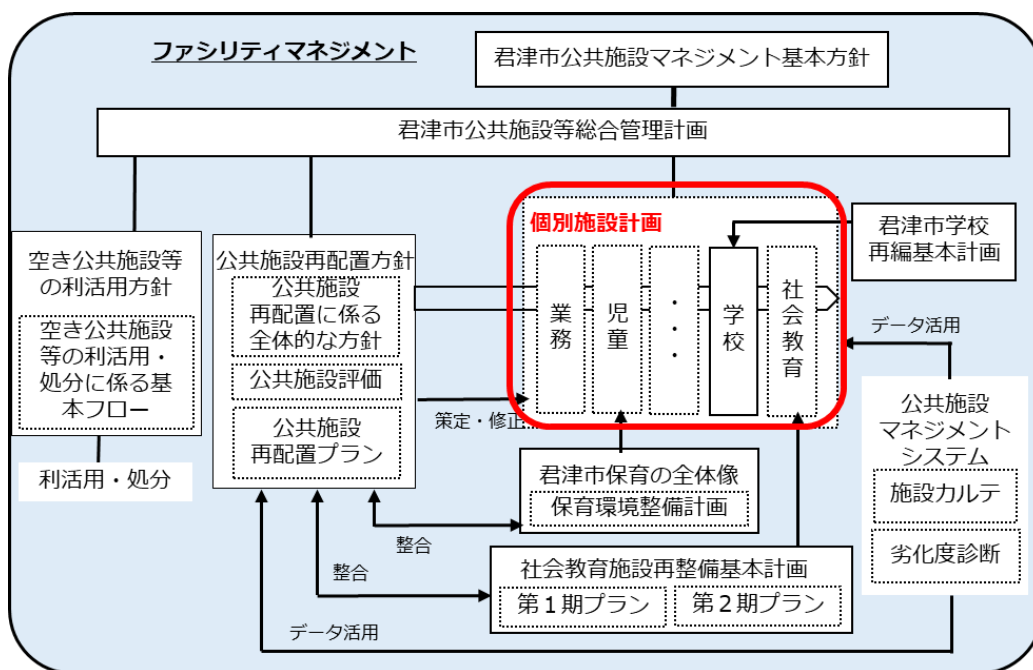 ファシリティマネジメント
君津市公共施設マネジメント基本方針
君津市公共施設等総合管理計画
個別施設計画
業務
児童
・・・
学校
社会教育
君津市学校
再編基本計画
空き公共施設等
の利活用方針
空き公共施設
等の利活用・
処分に係る基
本フロー
利活用・処分
公共施設再配置方針
公共施設
再配置に係る
全体的な方針
公共施設評価
公共施設
再配置プラン
策定・修正
データ活用
公共施設
マネジメント
システム
施設カルテ
劣化度診断
君津市保育の全体像
保育環境整備計画
整合
社会教育施設再整備基本計画
第1期プラン
第2期プラン
整合
データ活用